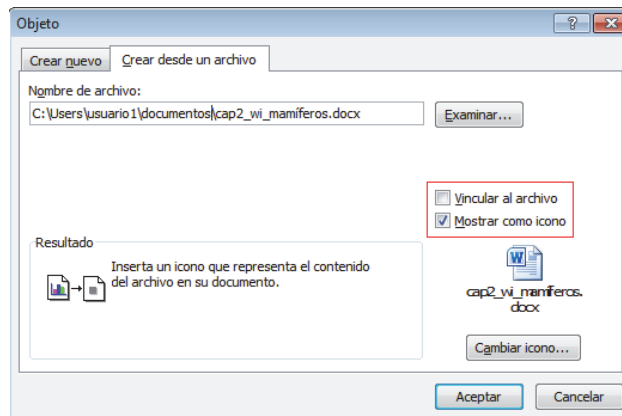 Objeto
Crear nuevo
Crear desde un archivo
Nombre de archivo:
C:\Users\usuario1\documentos\cap2_wi_mamíferos.docx
Examinar...
Vincular al archivo
Mostrar como icono
Resultado
Inserta un icono que representa el contenido
del archivo en su documento.
cap2_wi_mamíferos.
docx
Cambiar icono...
Aceptar
Cancelar